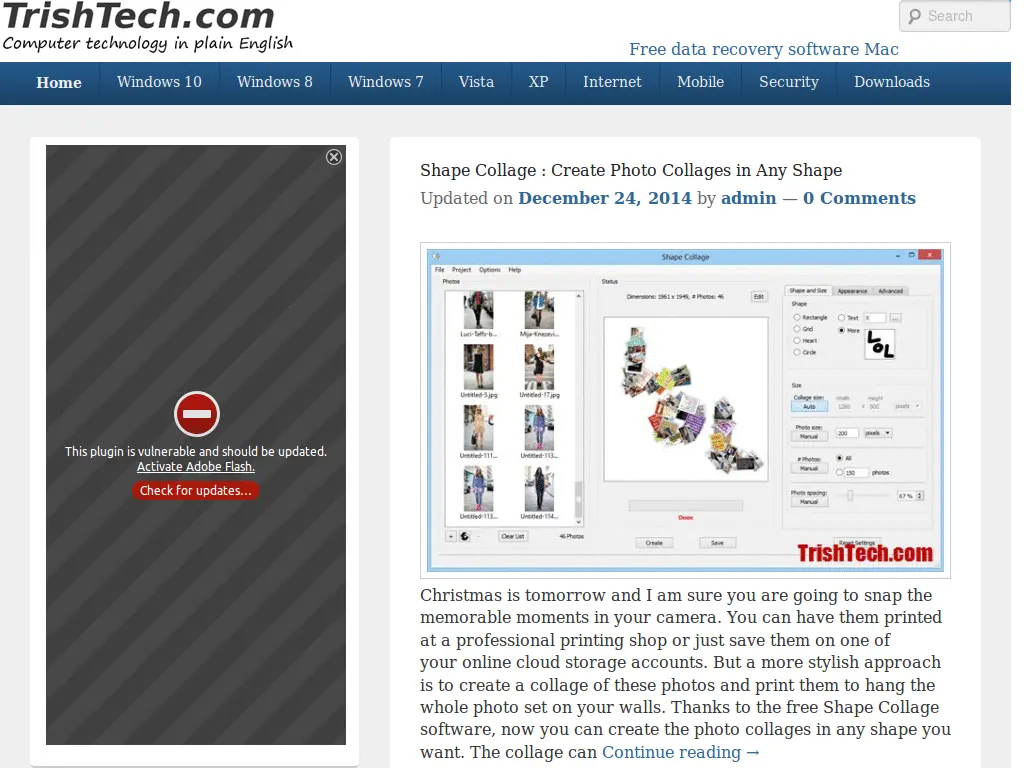 TrishTech.com
Computer technology in plain English
Search
Free data recovery software Mac
Home Windows 10 Windows 8 Windows 7 Vista XP Internet Mobile Security Downloads
This plugin is vulnerable and should be updated.
Activate Adobe Flash.
Check for updates...
Shape Collage : Create Photo Collages in Any Shape
Updated on December 24, 2014 by admin — 0 Comments
Shape Collage
File Project Options Help
Photos
Luci-Taffs-b...
Mija-Knezevi...
Untitled-5.jpg
Untitled-17.jpg
Untitled-111...
Untitled-113...
Untitled-113...
Untitled-114...
+ -
Clear List
46 Photos
Status
Dimensions: 1961 x 1949, # Photos: 46
Edit
Done
Create
Save
Shape and Size Appearance Advanced
Shape
Rectangle
Text X ...
Grid
More
Heart
Circle
LOL
Size
Collage size: Width Height
Auto 1280 x 800 pixels
Photo size:
Manual 200 pixels
# Photos: All
Manual 150 photos
Photo spacing:
Manual 67 %
Reset Settings
TrishTech.com
Christmas is tomorrow and I am sure you are going to snap the
memorable moments in your camera. You can have them printed
at a professional printing shop or just save them on one of
your online cloud storage accounts. But a more stylish approach
is to create a collage of these photos and print them to hang the
whole photo set on your walls. Thanks to the free Shape Collage
software, now you can create the photo collages in any shape you
want. The collage can Continue reading →